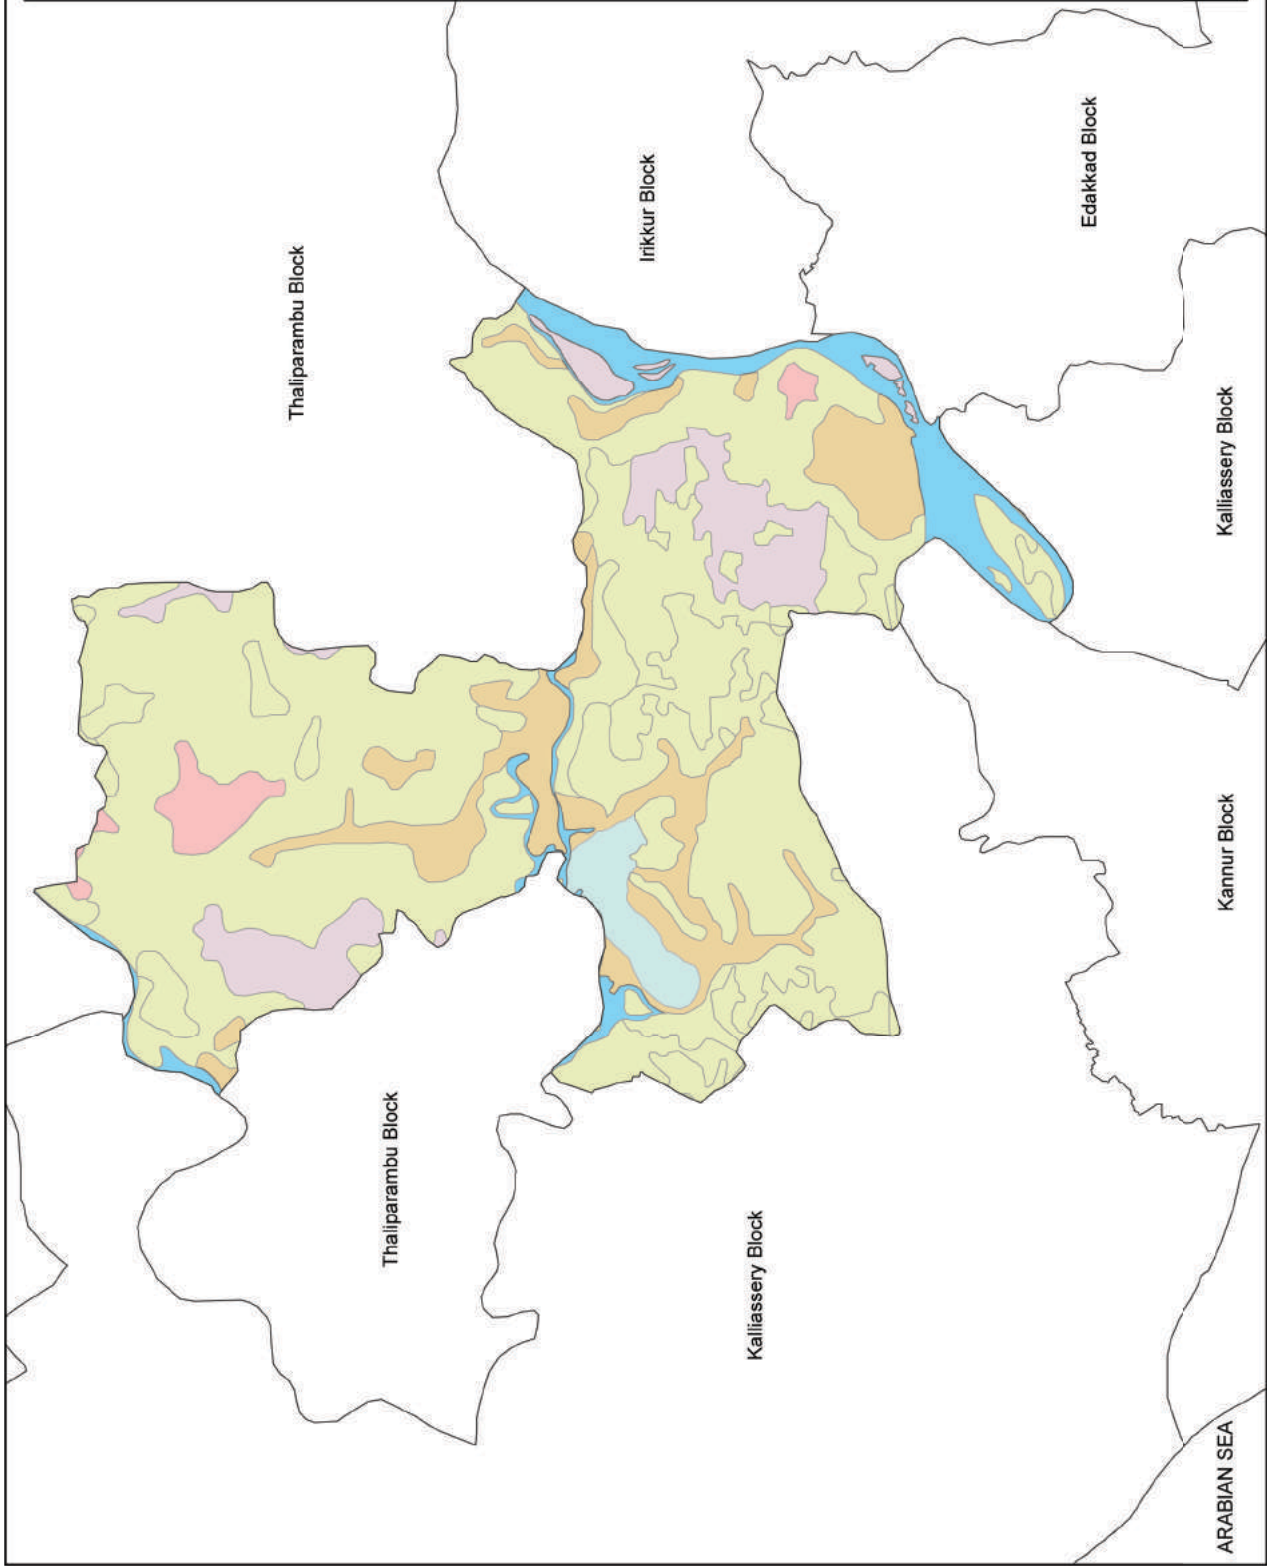 Thaliparambu Block
Irikkur Block
Edakkad Block
Thaliparambu Block
Kalliassery Block
Kalliassery Block
Kannur Block
ARABIAN SEA